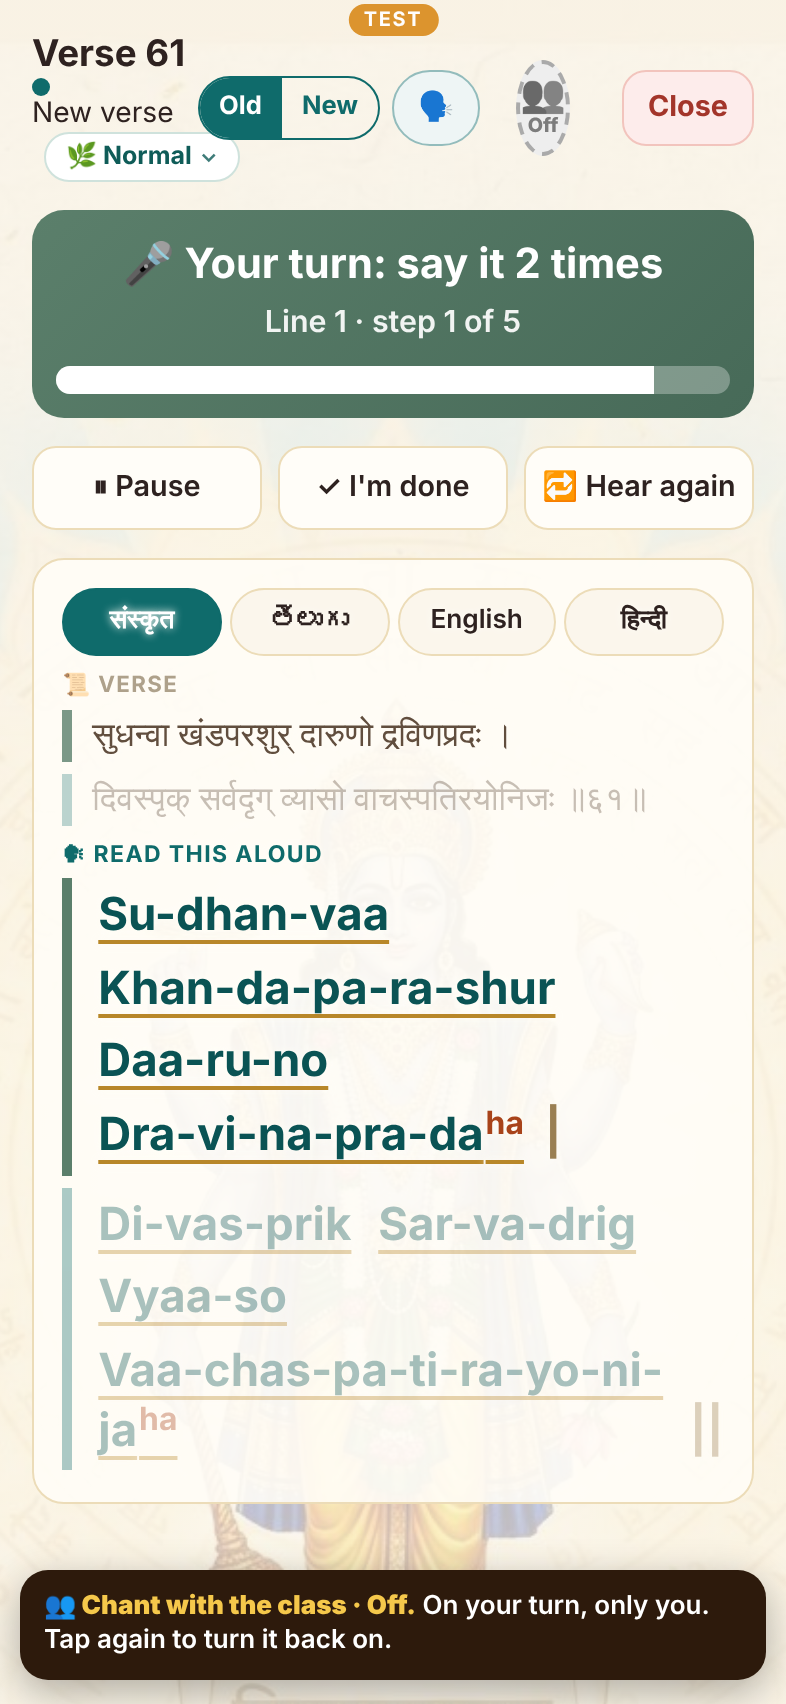 TEST
Verse 61
New verse
Old New
Off
Close
🌿 Normal
🎤 Your turn: say it 2 times
Line 1 · step 1 of 5
⏸ Pause
✓ I'm done
🔁 Hear again
संस्कृत
తెలుగు
English
हिन्दी
📜 VERSE
सुधन्वा खंडपरशुर् दारुणो द्रविणप्रदः ।
दिवस्पृक् सर्वदृग् व्यासो वाचस्पतिरयोनिजः ॥६१॥
🗣 READ THIS ALOUD
Su-dhan-vaa
Khan-da-pa-ra-shur
Daa-ru-no
Dra-vi-na-pra-daha |
Di-vas-prik Sar-va-drig
Vyaa-so
Vaa-chas-pa-ti-ra-yo-ni-
jaha ||
👥 Chant with the class · Off. On your turn, only you.
Tap again to turn it back on.